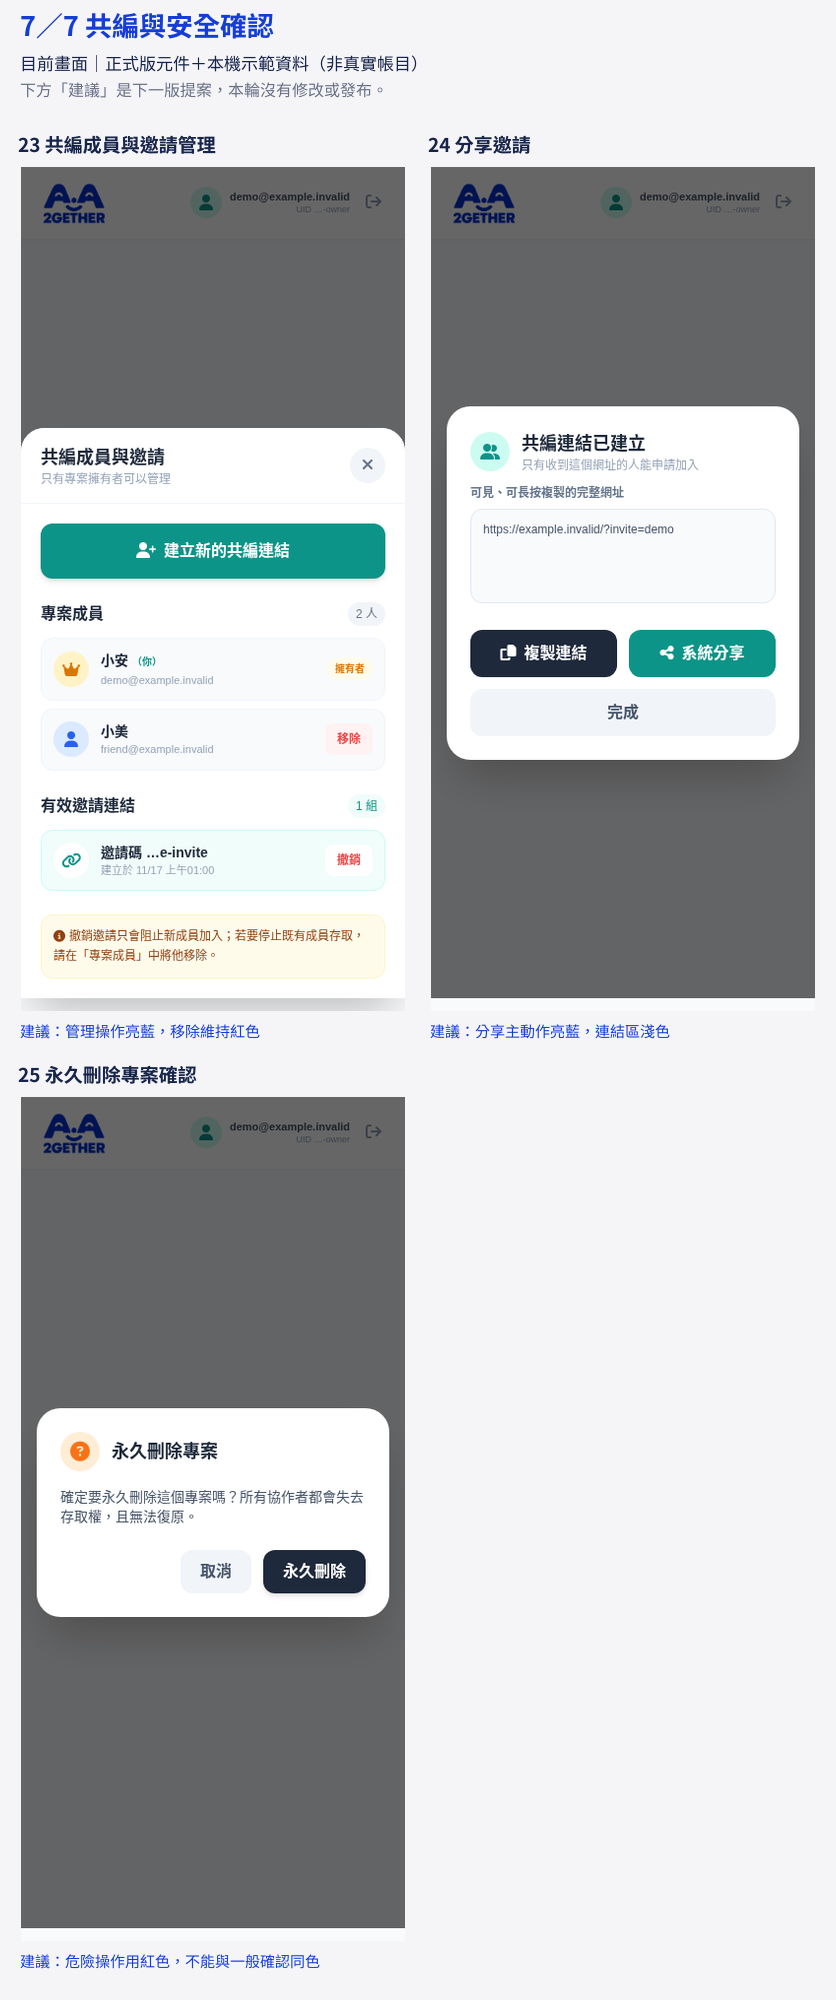 7／7 共編與安全確認
目前畫面｜正式版元件＋本機示範資料（非真實帳目）
下方「建議」是下一版提案，本輪沒有修改或發布。
23 共編成員與邀請管理
A.A
2GETHER
demo@example.invalid
UID …-owner
共編成員與邀請
只有專案擁有者可以管理
建立新的共編連結
專案成員
2 人
小安 （你）
demo@example.invalid
擁有者
小美
friend@example.invalid
移除
有效邀請連結
1 組
邀請碼 …e-invite
建立於 11/17 上午01:00
撤銷
撤銷邀請只會阻止新成員加入；若要停止既有成員存取，
請在「專案成員」中將他移除。
建議：管理操作亮藍，移除維持紅色
24 分享邀請
A.A
2GETHER
demo@example.invalid
UID …-owner
共編連結已建立
只有收到這個網址的人能申請加入
可見、可長按複製的完整網址
https://example.invalid/?invite=demo
複製連結
系統分享
完成
建議：分享主動作亮藍，連結區淺色
25 永久刪除專案確認
A.A
2GETHER
demo@example.invalid
UID …-owner
永久刪除專案
確定要永久刪除這個專案嗎？所有協作者都會失去
存取權，且無法復原。
取消
永久刪除
建議：危險操作用紅色，不能與一般確認同色